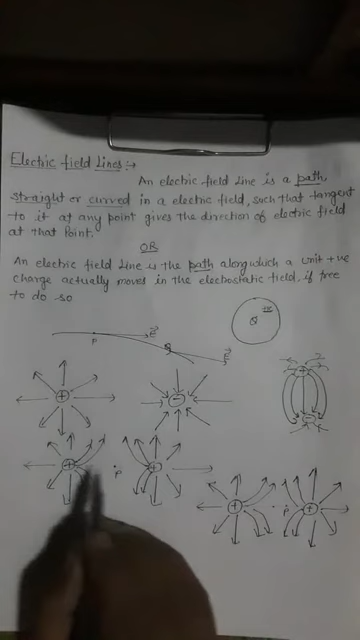 Electric field Lines :→
An electric field Line is a path,
straight or curved in a electric field, such that tangent
to it at any point gives the direction of electric field
at that Point.
OR
An electric field Line is the path along which a unit +ve
charge actually moves in the electrostatic field, if free
to do so
P
E
E
Q
+
-
+
-
+
P
+
+
P
+